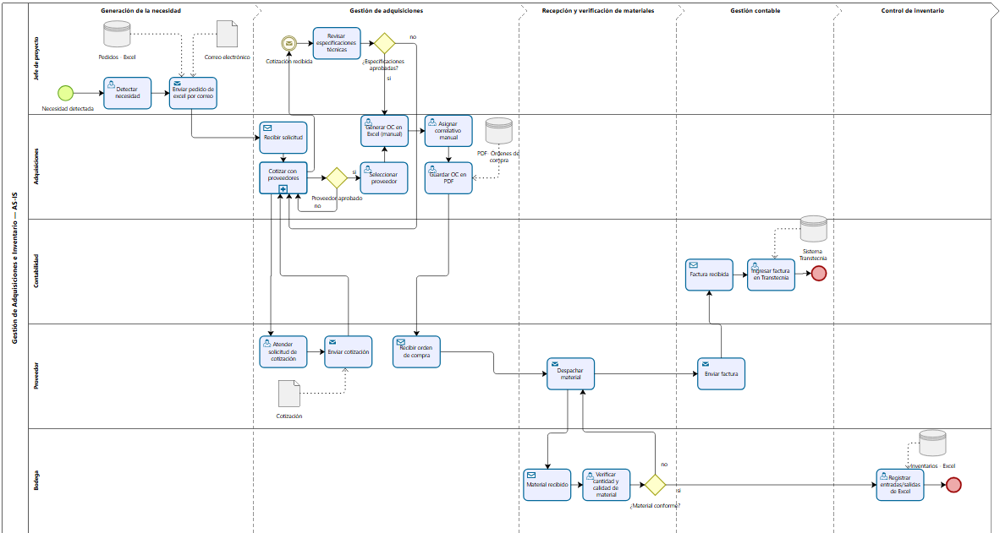 Gestión de Adquisiciones e Inventario — AS-IS
Generación de la necesidad
Gestión de adquisiciones
Recepción y verificación de materiales
Gestión contable
Control de inventario
Jefe de proyecto
Pedidos - Excel
Correo electrónico
Necesidad detectada
Detectar
necesidad
Enviar pedido de
excel por correo
Cotización recibida
Revisar
especificaciones
técnicas
¿Especificaciones
aprobadas?
no
si
Adquisiciones
Recibir solicitud
Cotizar con
proveedores
Proveedor aprobado
no
si
Seleccionar
proveedor
Generar OC en
Excel (manual)
Asignar
correlativo
manual
Guardar OC en
PDF
PDF- Ordenes de
compra
Contabilidad
Factura recibida
Ingresar factura
en Transtecnia
Sistema
Transtecnia
Proveedor
Atender
solicitud de
cotización
Enviar cotización
Cotización
Recibir orden
de compra
Despachar
material
Enviar factura
Bodega
Material recibido
Verificar
cantidad y
calidad de
material
¿Material conforme?
no
si
Registrar
entradas/salidas
de Excel
Inventarios - Excel